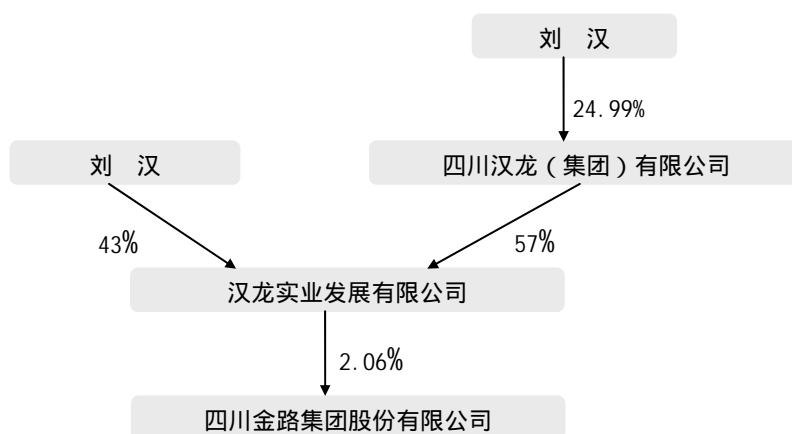 刘 汉
24.99%
刘 汉
四川汉龙（集团）有限公司
43%
57%
汉龙实业发展有限公司
2.06%
四川金路集团股份有限公司